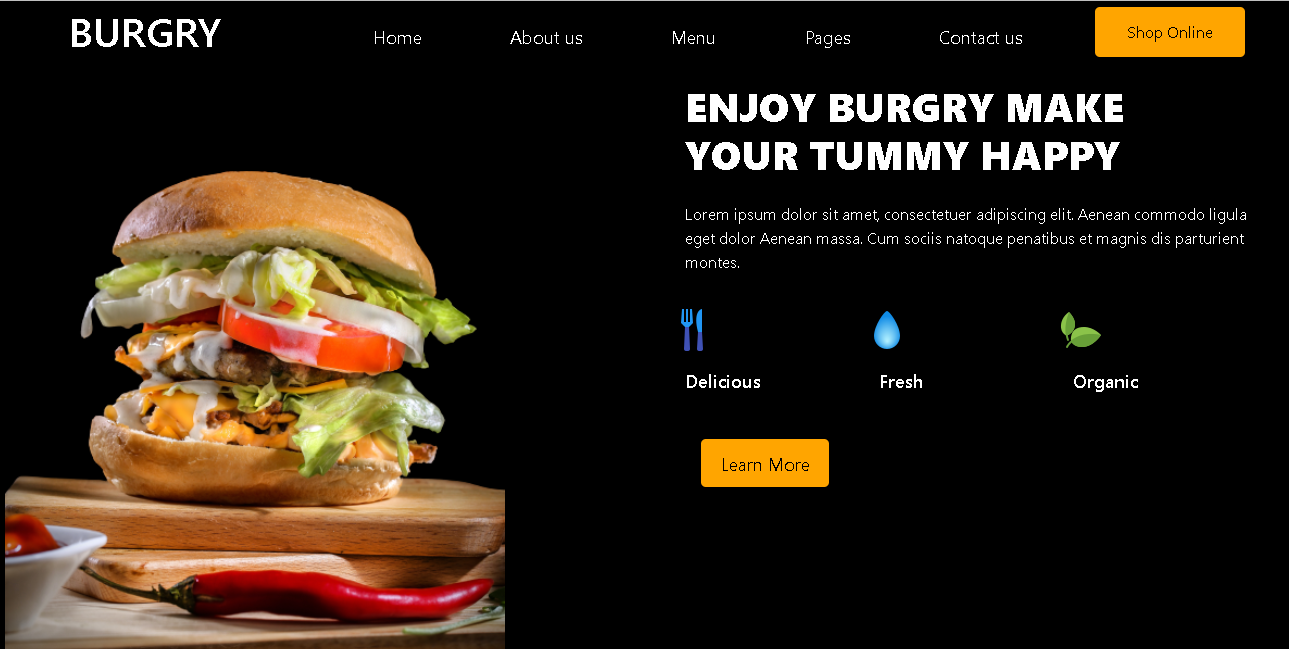 BURGRY
Home
About us
Menu
Pages
Contact us
Shop Online
ENJOY BURGRY MAKE
YOUR TUMMY HAPPY
Lorem ipsum dolor sit amet, consectetuer adipiscing elit. Aenean commodo ligula
eget dolor Aenean massa. Cum sociis natoque penatibus et magnis dis parturient
montes.
Delicious
Fresh
Organic
Learn More